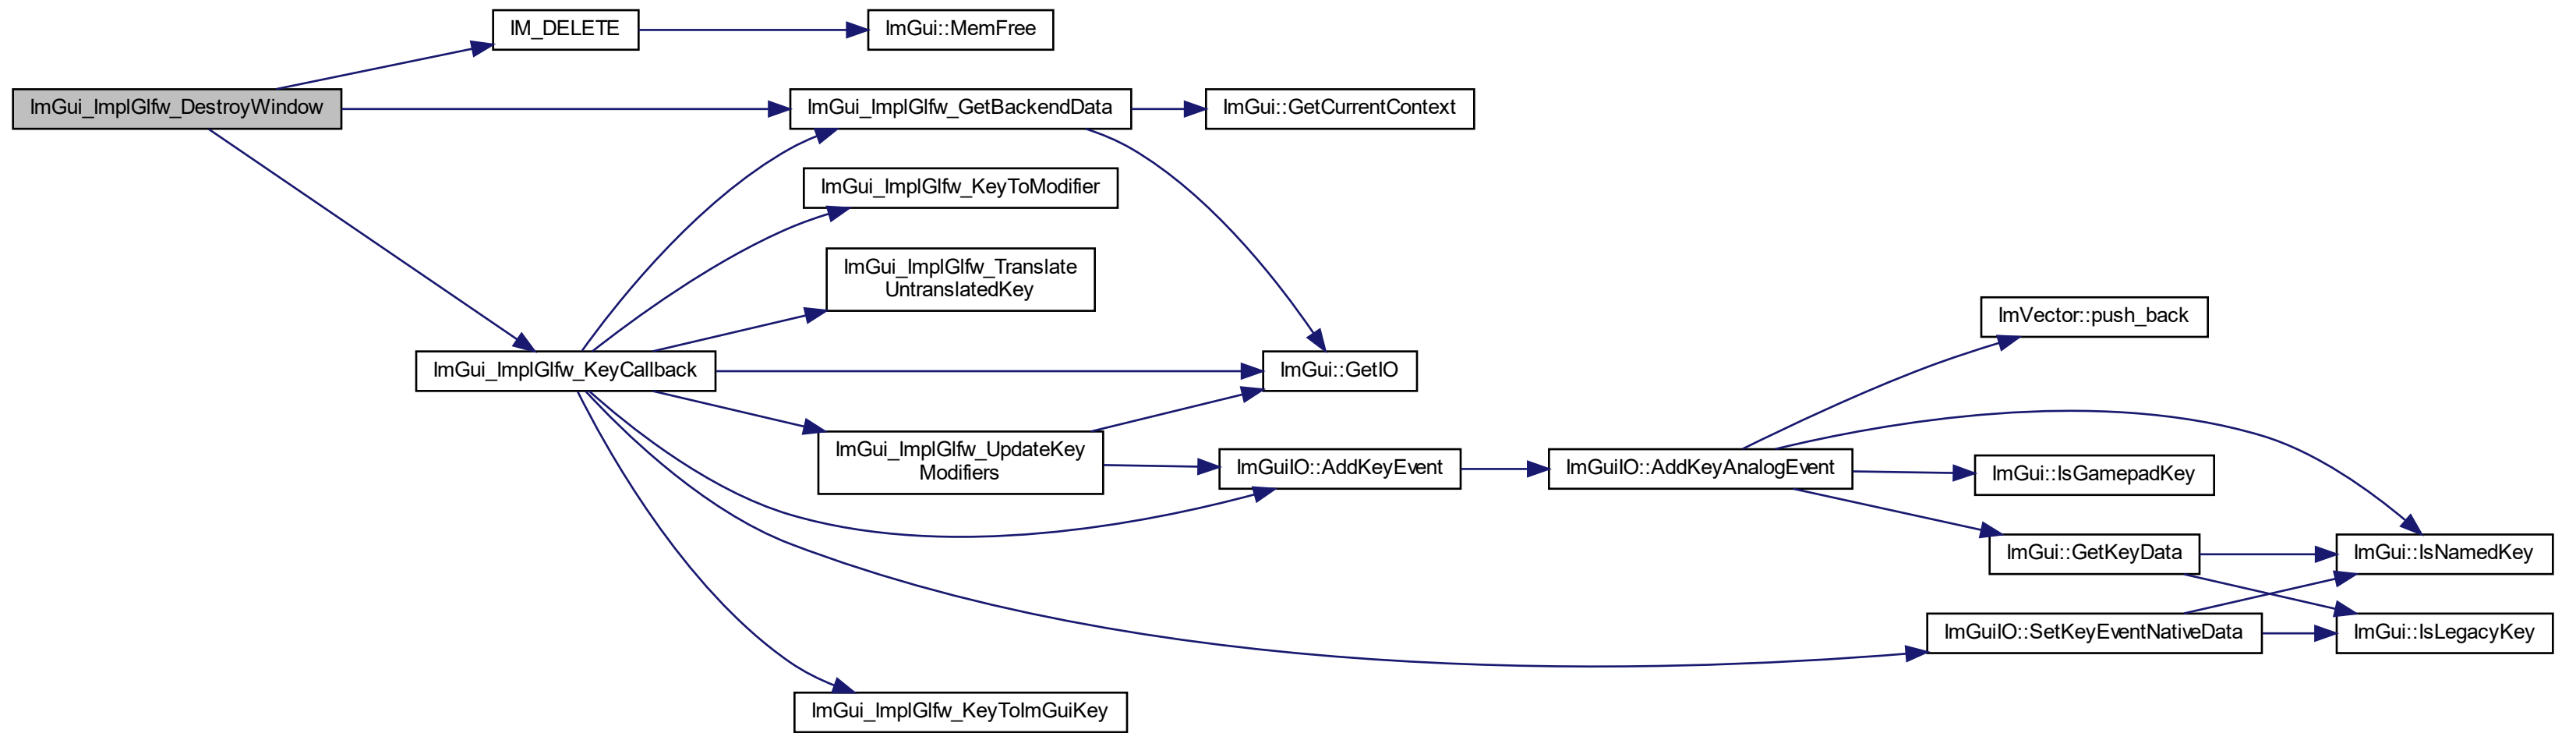 IM_DELETE
ImGui::MemFree
ImGui_ImplGlfw_DestroyWindow
ImGui_ImplGlfw_GetBackendData
ImGui::GetCurrentContext
ImGui_ImplGlfw_KeyToModifier
ImGui_ImplGlfw_Translate
UntranslatedKey
ImVector::push_back
ImGui_ImplGlfw_KeyCallback
ImGui::GetIO
ImGui_ImplGlfw_UpdateKey
Modifiers
ImGuiIO::AddKeyEvent
ImGuiIO::AddKeyAnalogEvent
ImGui::IsGamepadKey
ImGui::GetKeyData
ImGui::IsNamedKey
ImGuiIO::SetKeyEventNativeData
ImGui::IsLegacyKey
ImGui_ImplGlfw_KeyToImGuiKey